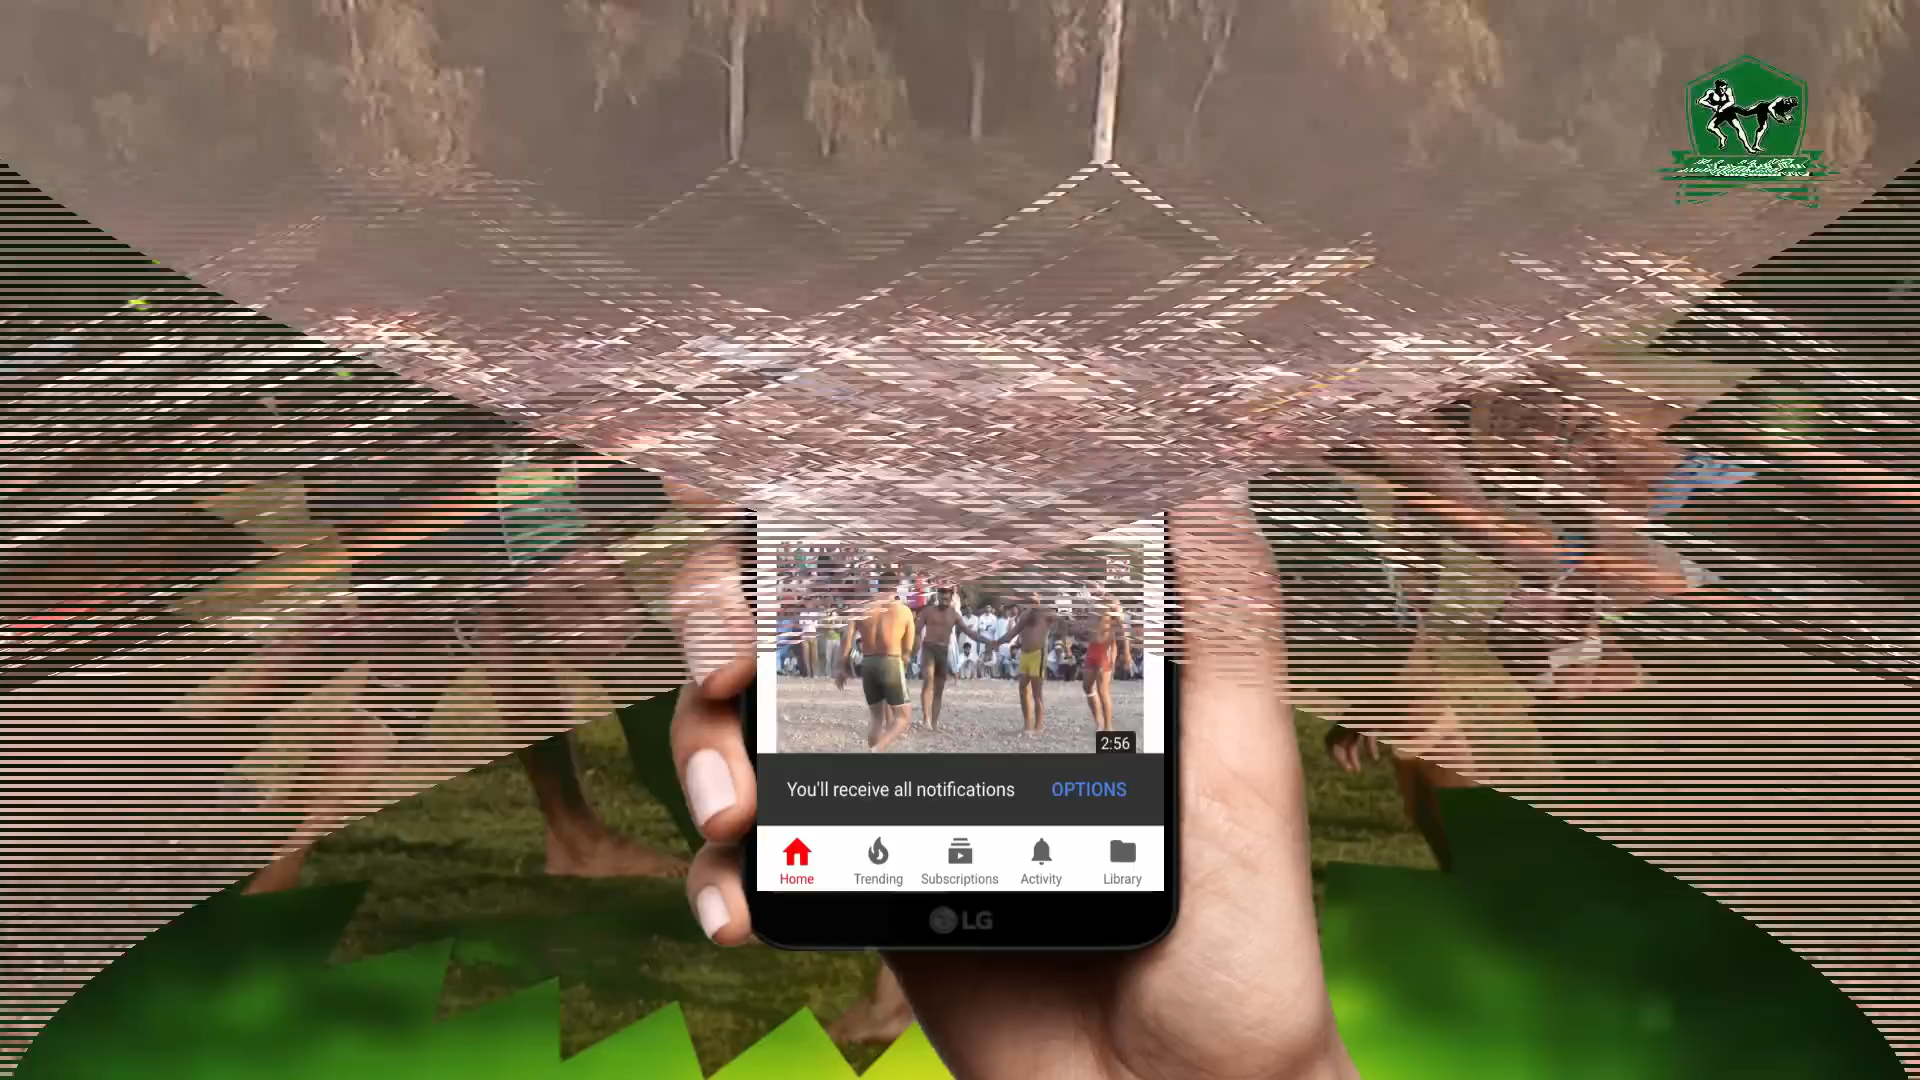 2:56
You'll receive all notifications OPTIONS
Home Trending Subscriptions Activity Library
LG